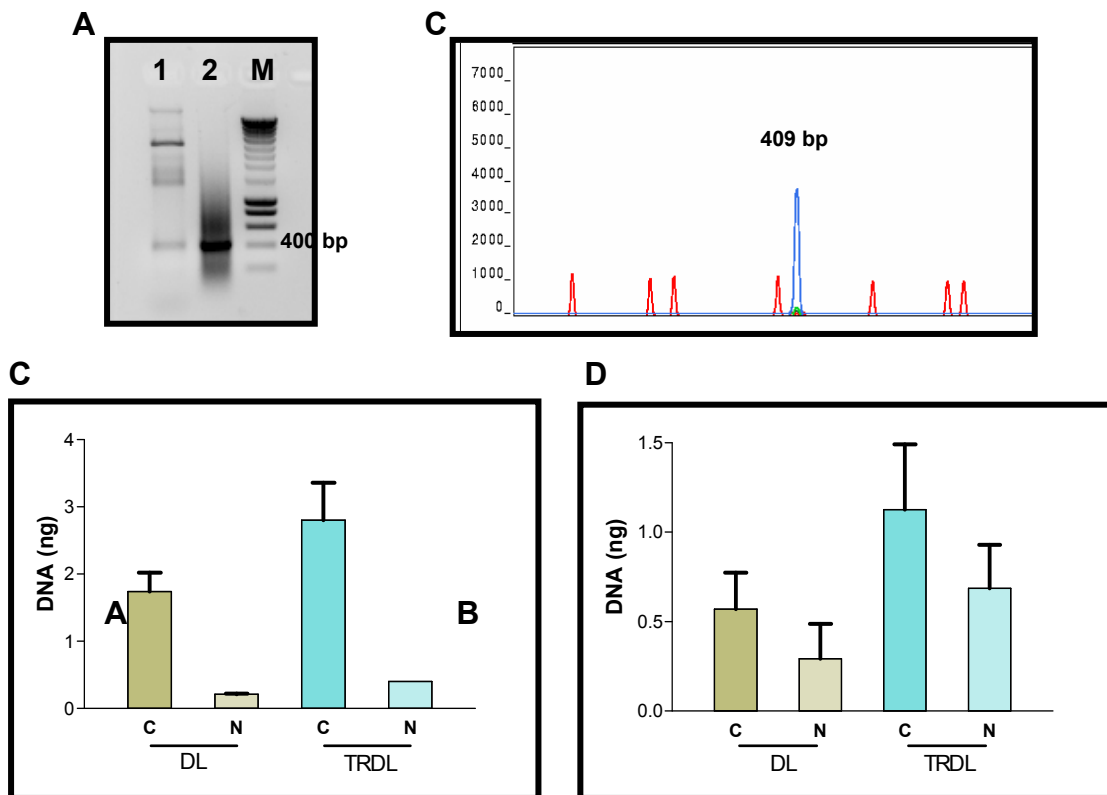 A
1 2 M
400 bp
C
7000
6000
5000
4000
3000
2000
1000
0
409 bp
C
DNA (ng)
4
3
2
1
0
A
B
C N C N
DL TRDL
D
DNA (ng)
1.5
1.0
0.5
0.0
C N C N
DL TRDL